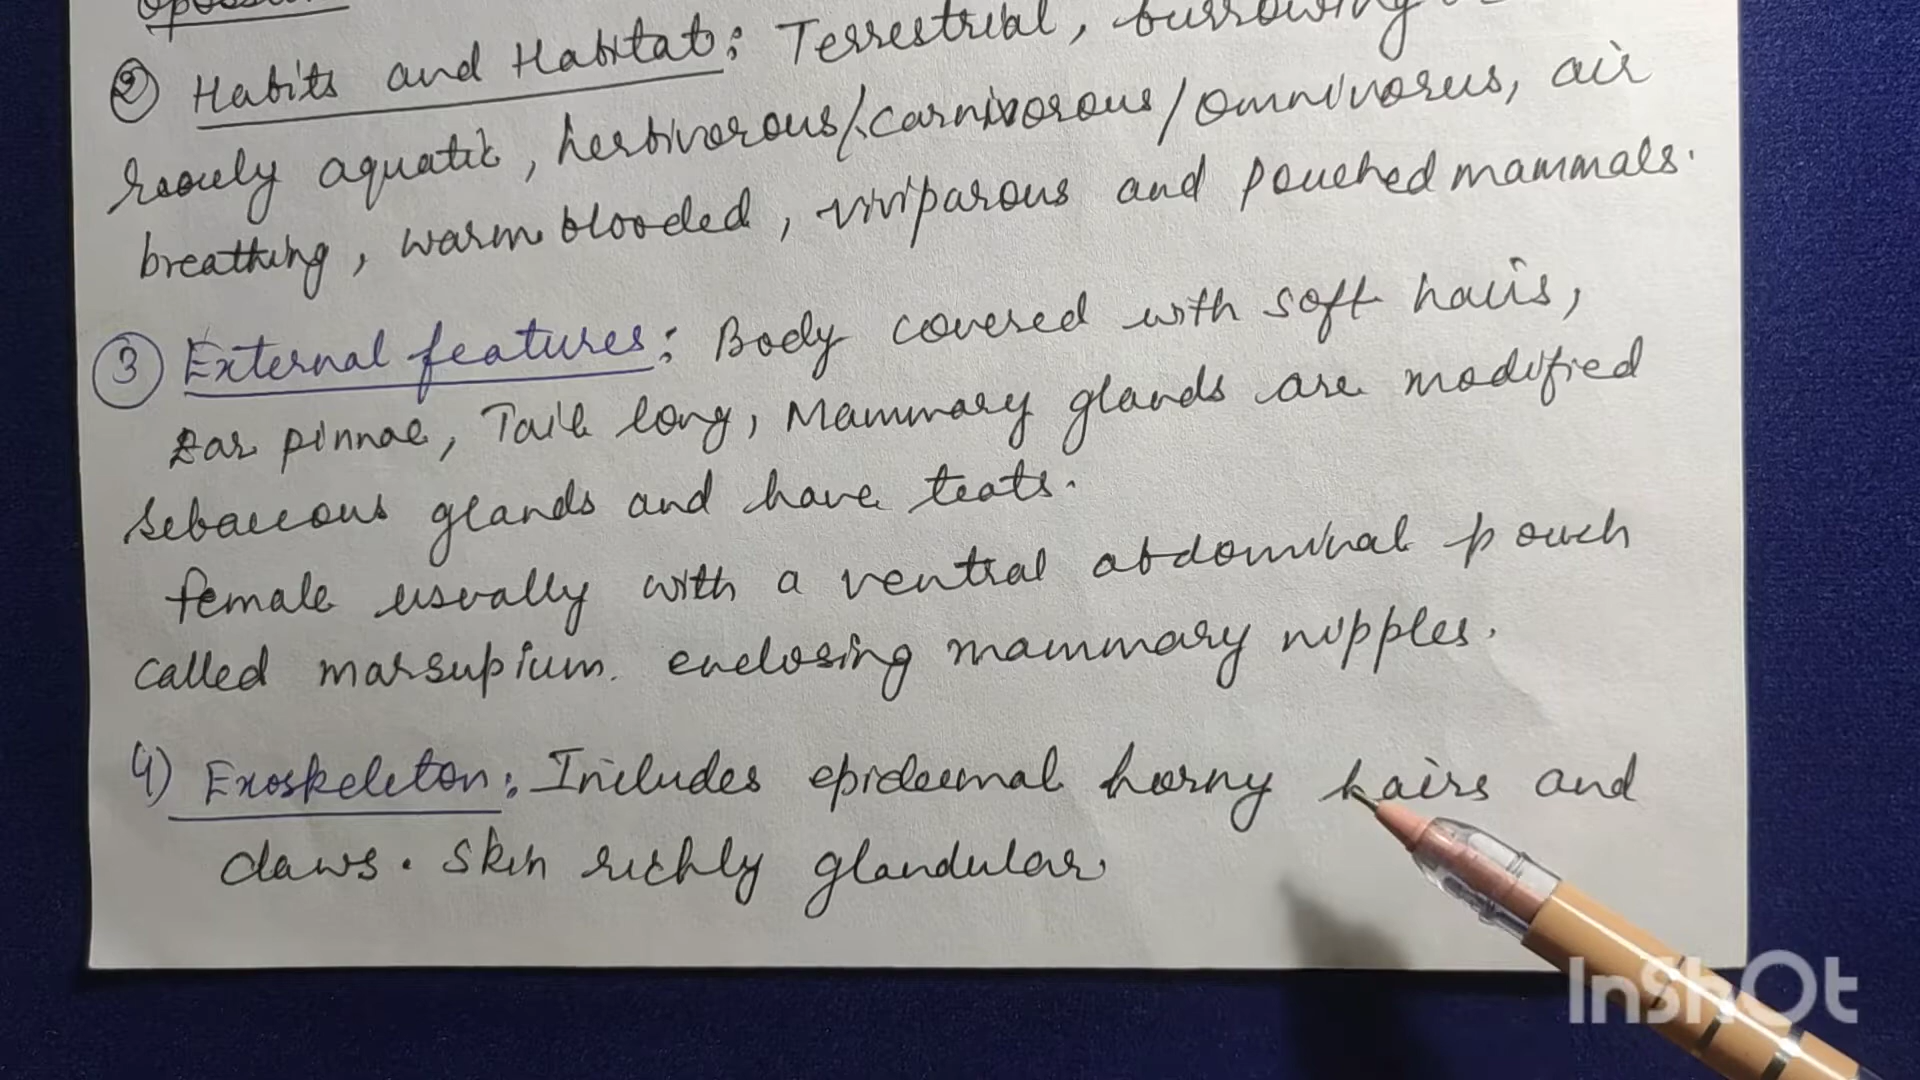 ② Habits and Habitat: Terrestrial, burrowing
rarely aquatic, herbivorous/carnivorous/omnivorus, air
breathing, warm blooded, viviparous and pouched mammals.
③ External features: Body covered with soft hairs,
Ear pinnae, Tail long, Mammary glands are modified
sebaceous glands and have teats.
female usually with a ventral abdominal pouch
called marsupium. enclosing mammary nipples.
4) Exoskeleton: Includes epidermal horny hairs and
claws. Skin richly glandular
InShOt